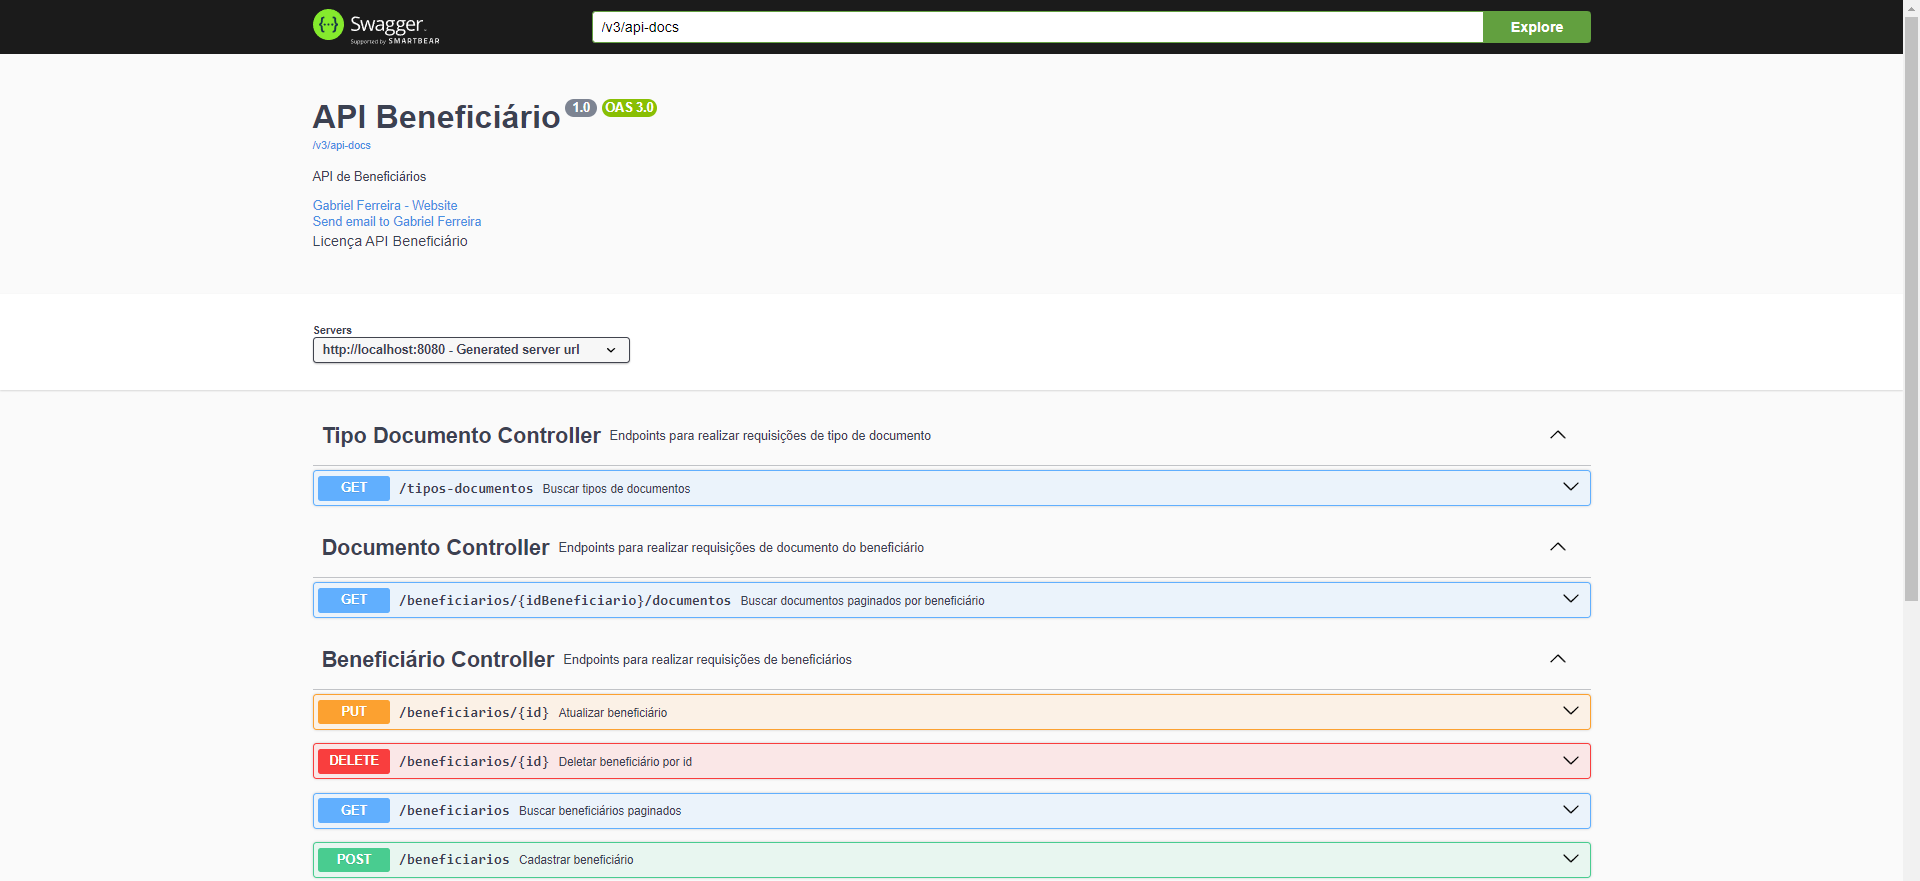 Swagger
Supported by SMARTBEAR
/v3/api-docs
Explore
API Beneficiário 1.0 OAS 3.0
/v3/api-docs
API de Beneficiários
Gabriel Ferreira - Website
Send email to Gabriel Ferreira
Licença API Beneficiário
Servers
http://localhost:8080 - Generated server url
Tipo Documento Controller Endpoints para realizar requisições de tipo de documento
GET /tipos-documentos Buscar tipos de documentos
Documento Controller Endpoints para realizar requisições de documento do beneficiário
GET /beneficiarios/{idBeneficiario}/documentos Buscar documentos paginados por beneficiário
Beneficiário Controller Endpoints para realizar requisições de beneficiários
PUT /beneficiarios/{id} Atualizar beneficiário
DELETE /beneficiarios/{id} Deletar beneficiário por id
GET /beneficiarios Buscar beneficiários paginados
POST /beneficiarios Cadastrar beneficiário